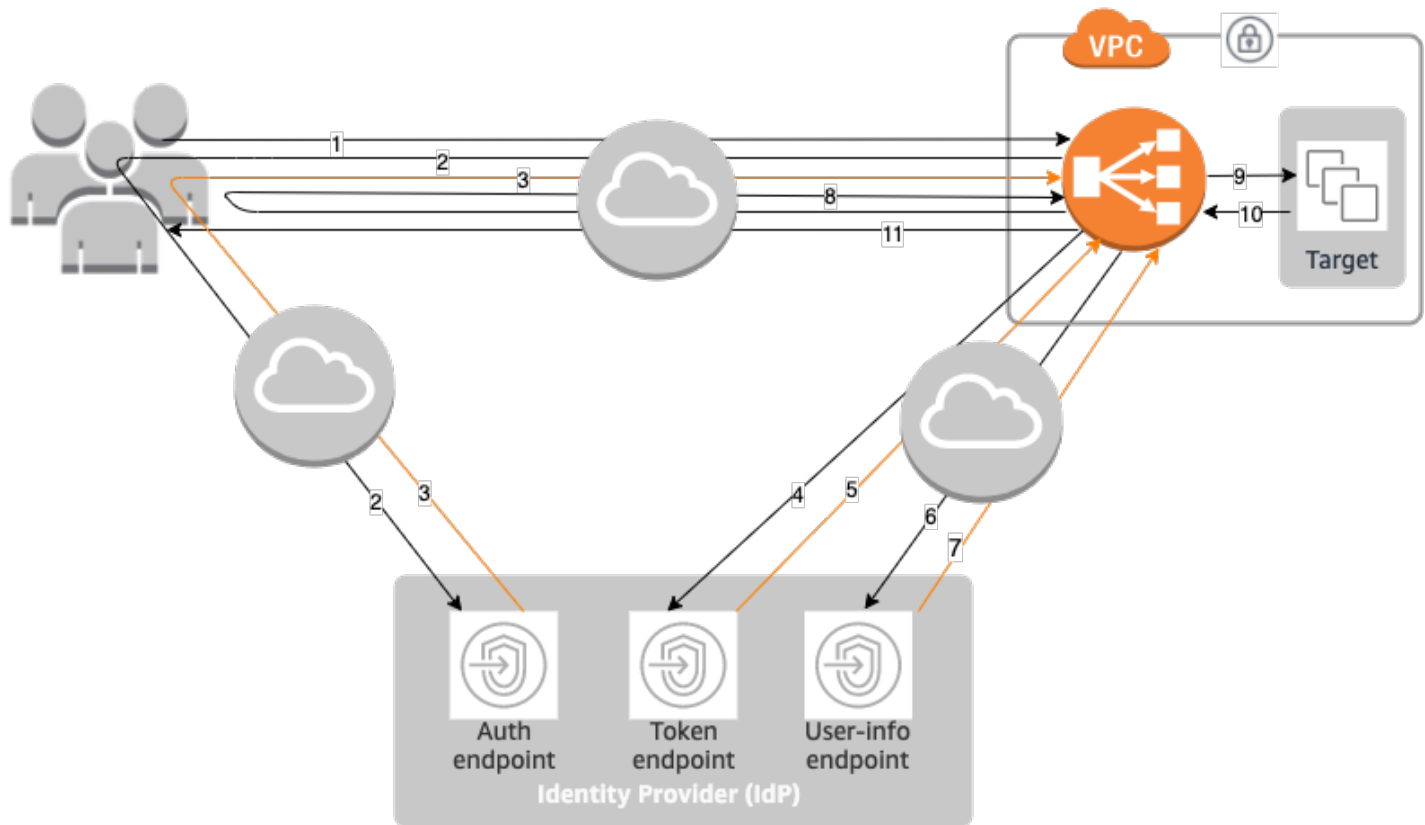 VPC
1
2
3
8
11
9
10
Target
2
3
4
5
6
7
Auth
endpoint
Token
endpoint
User-info
endpoint
Identity Provider (IdP)